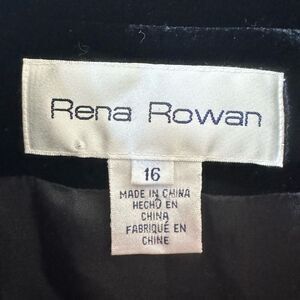 Rena Rowan
16
MADE IN CHINA
HECHO EN
CHINA
FABRIQUÉ EN
CHINE